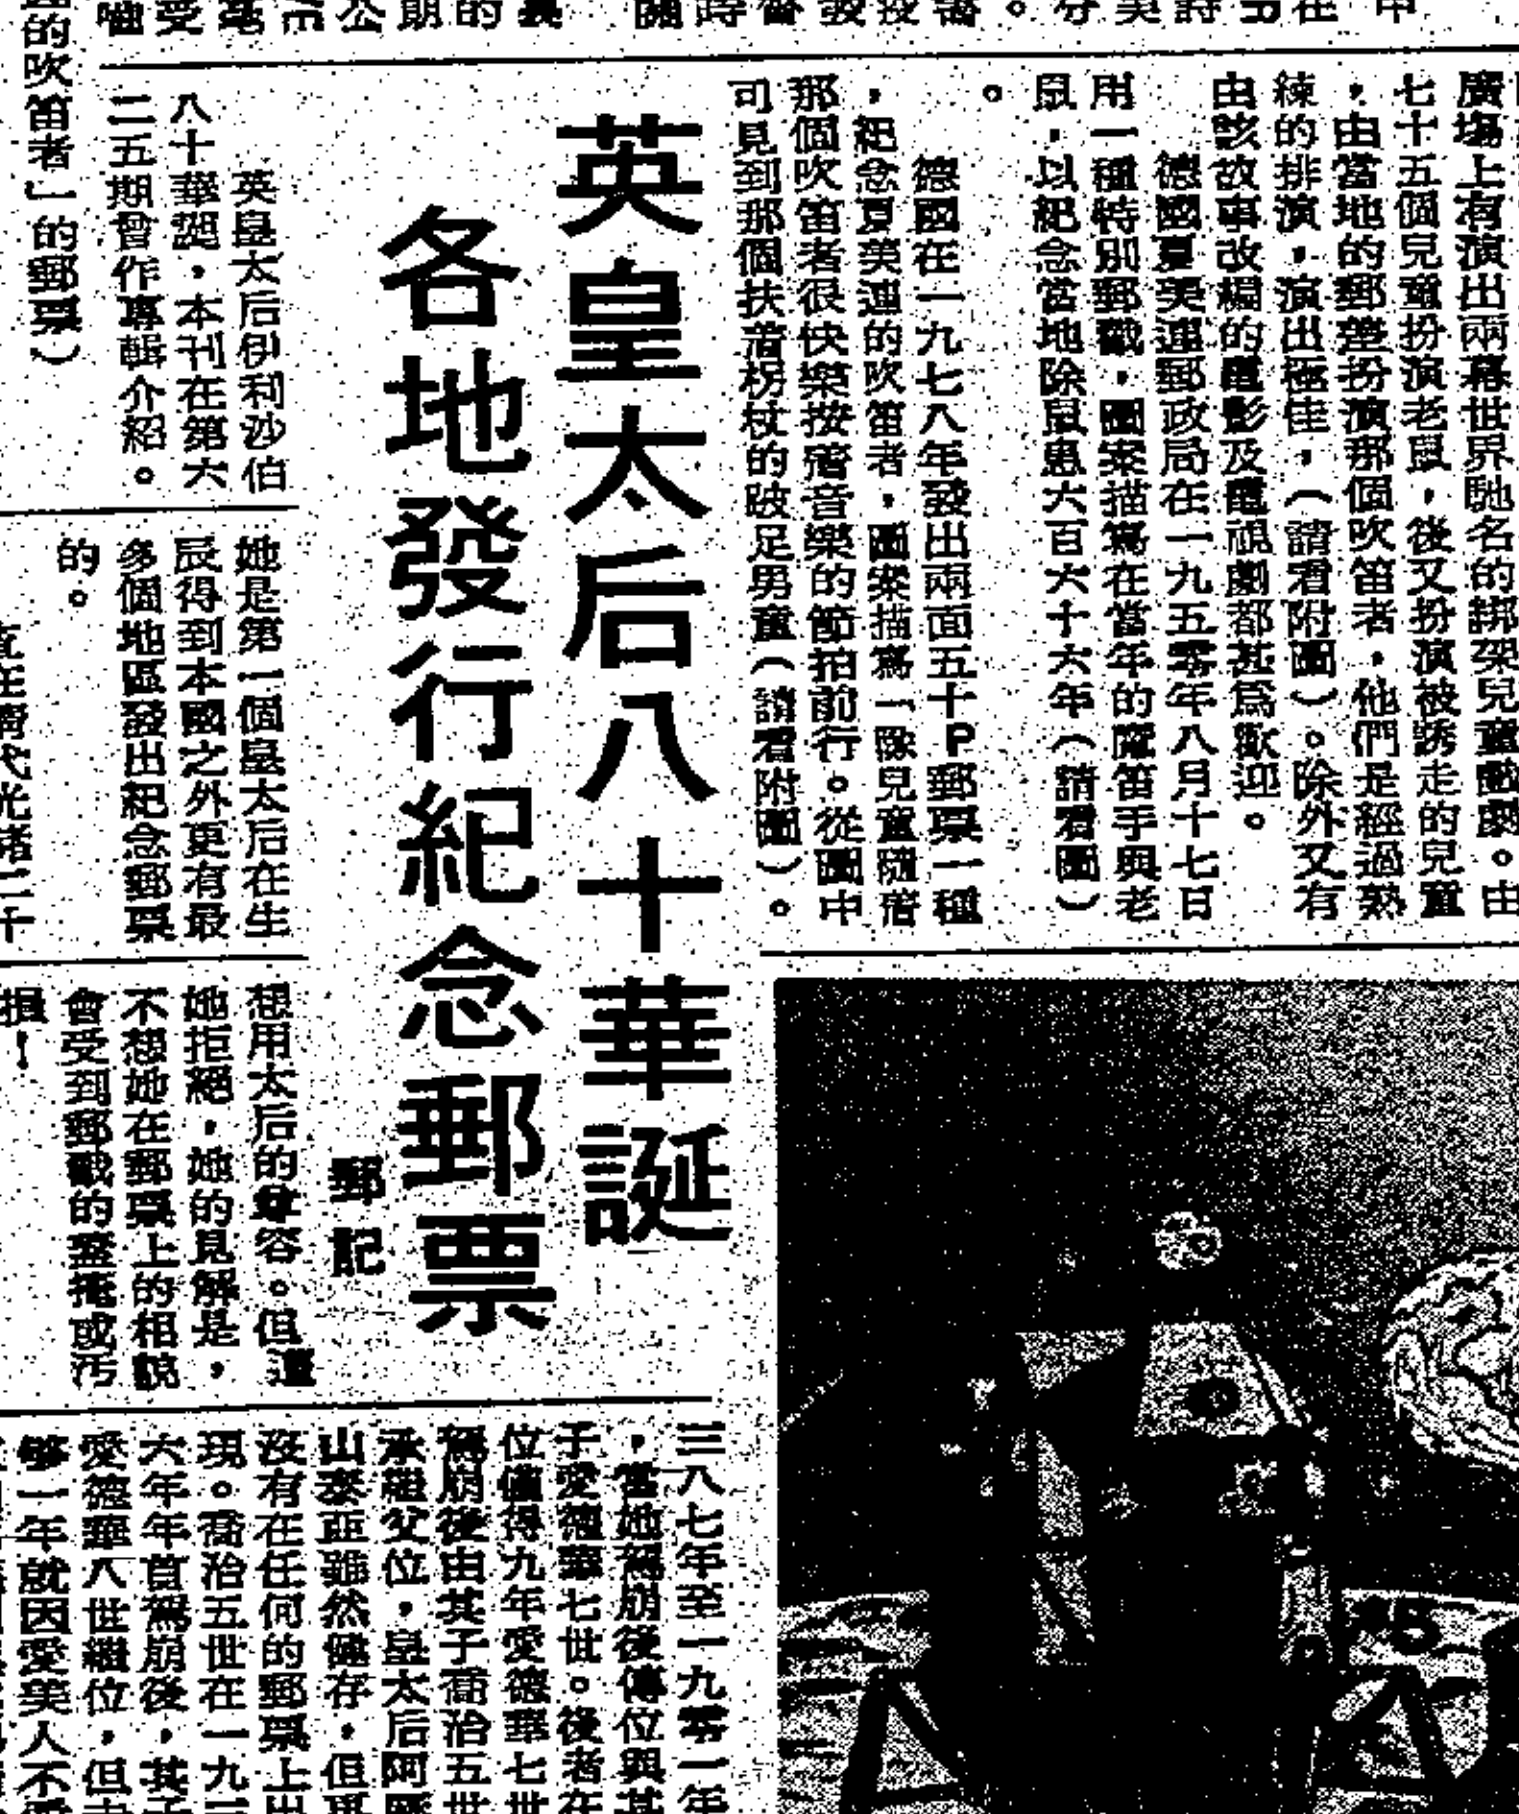 廣場上有演出兩幕世界馳名的綁架兒童戲劇。由
七十五個兒童扮演老鼠，後又扮演被誘走的兒童
，由當地的郵差扮演那個吹笛者，他們是經過熟
練的排演，演出極佳，（請看附圖）。除外又有
由該故事改編的電影及電視劇都甚爲歡迎。
德國夏美連郵政局在一九五零年八月十七日
用一種特別郵戳，圖案描寫在當年的魔笛手與老
鼠，以紀念當地除鼠患六百六十六年（請看圖）
。
德國在一九七八年發出兩面五十P郵票一種
，紀念夏美連的吹笛者，圖案描寫一隊兒童隨着
那個吹笛者很快樂按着音樂的節拍前行。從圖中
可見到那個扶着柺杖的跛足男童（請看附圖）。
英皇太后八十華誕
各地發行紀念郵票
郵記
英皇太后伊利沙伯
八十華誕，本刊在第六
二五期曾作專輯介紹。
的吹笛者」的郵票）
她是第一個皇太后在生
辰得到本國之外更有最
多個地區發出紀念郵票
的。
想用太后的尊容。但遭
她拒絕，她的見解是，
不想她在郵票上的相貌
會受到郵戳的蓋掩或污
損！
三八七年至一九零一年
，當她駕崩後傳位與其
子愛德華七世。後者在
位僅得九年愛德華七世
駕崩後由其子喬治五世
承繼父位，皇太后阿歷
山泰亞雖然健存，但
沒有在任何的郵票上出
現。喬治五世在一九三
六年年首駕崩後，其子
愛德華八世繼位，但
够一年就因愛美人不愛